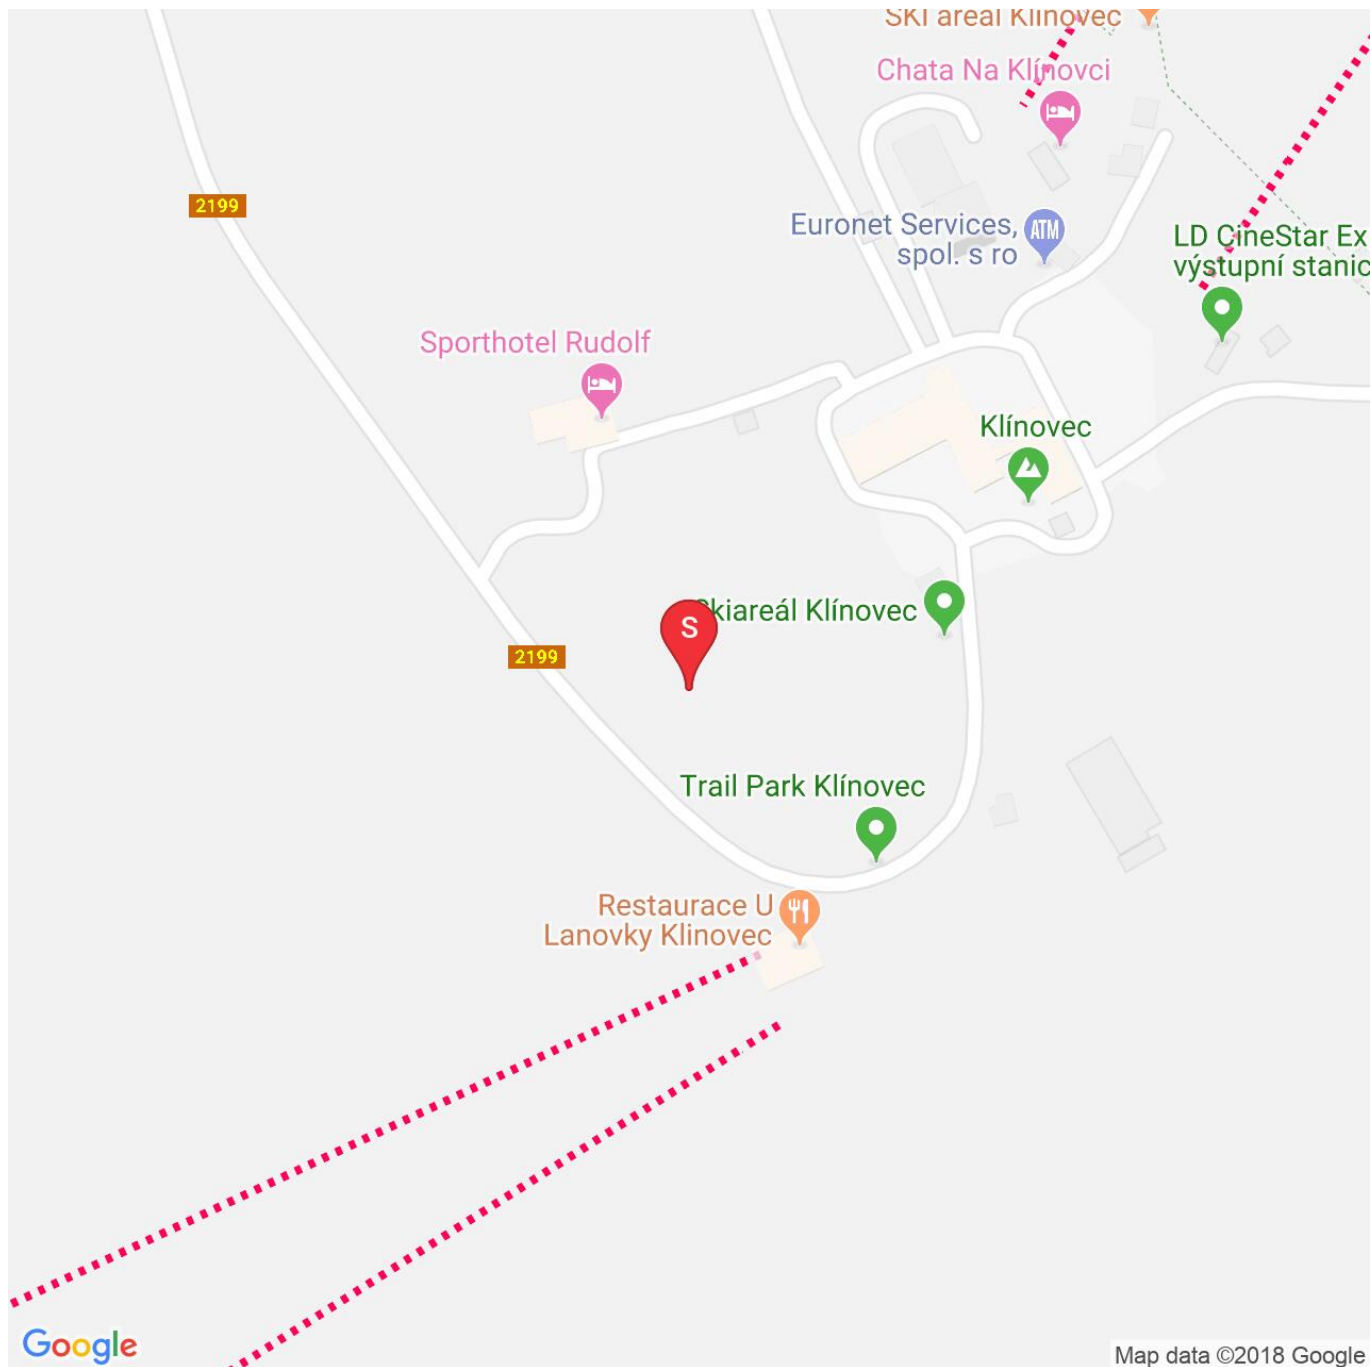 SKI areál Klínovec
Chata Na Klínovci
2199
Euronet Services,
spol. s ro
ATM
LD CineStar Ex
výstupní stanic
Sporthotel Rudolf
Klínovec
Skiareál Klínovec
S
2199
Trail Park Klínovec
Restaurace U
Lanovky Klinovec
Google
Map data ©2018 Google